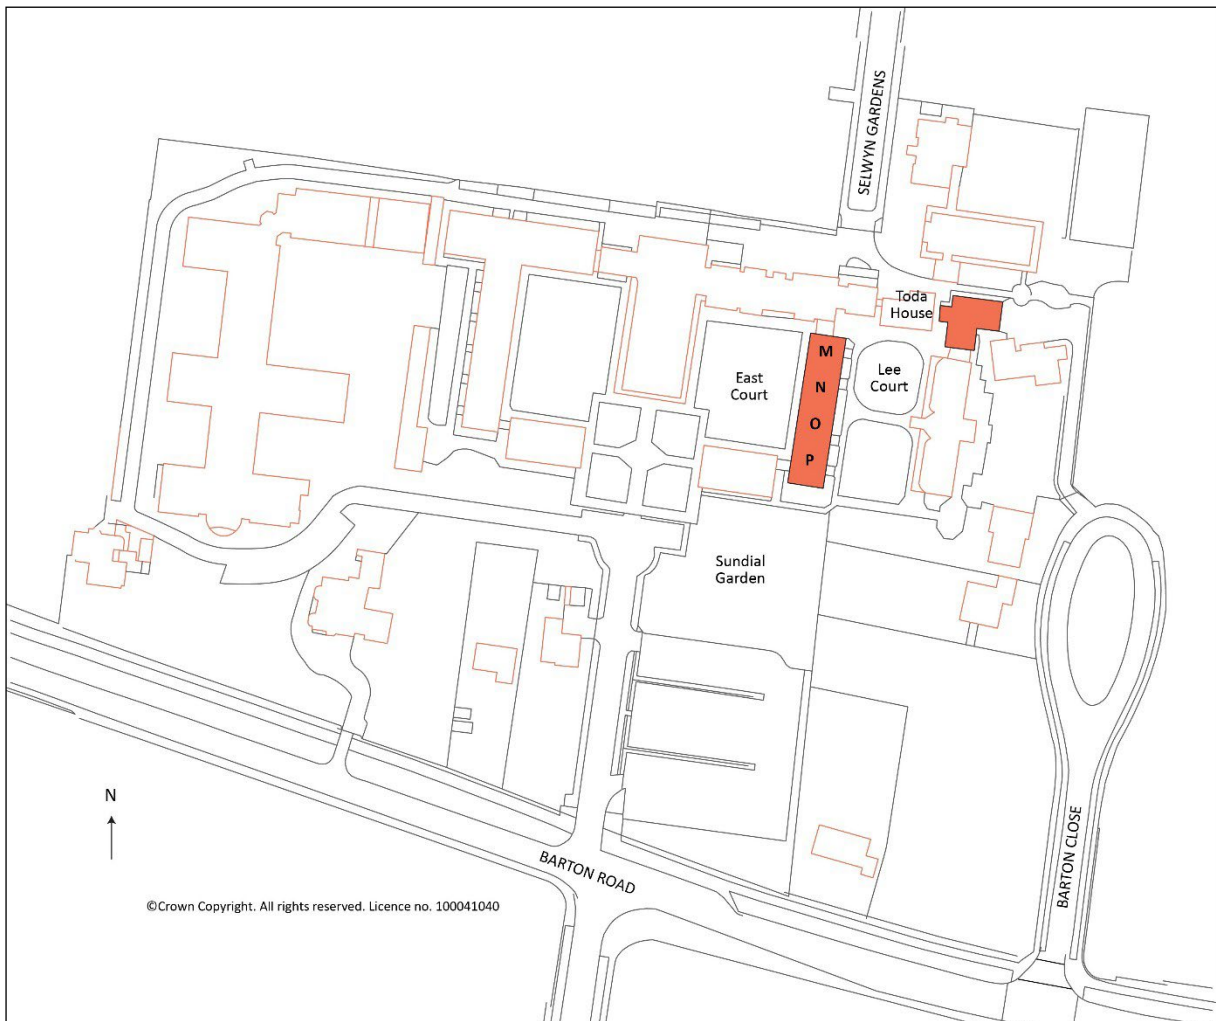 SELWYN GARDENS
Toda
House
M
N
O
P
East
Court
Lee
Court
Sundial
Garden
N
BARTON ROAD
BARTON CLOSE
©Crown Copyright. All rights reserved. Licence no. 100041040